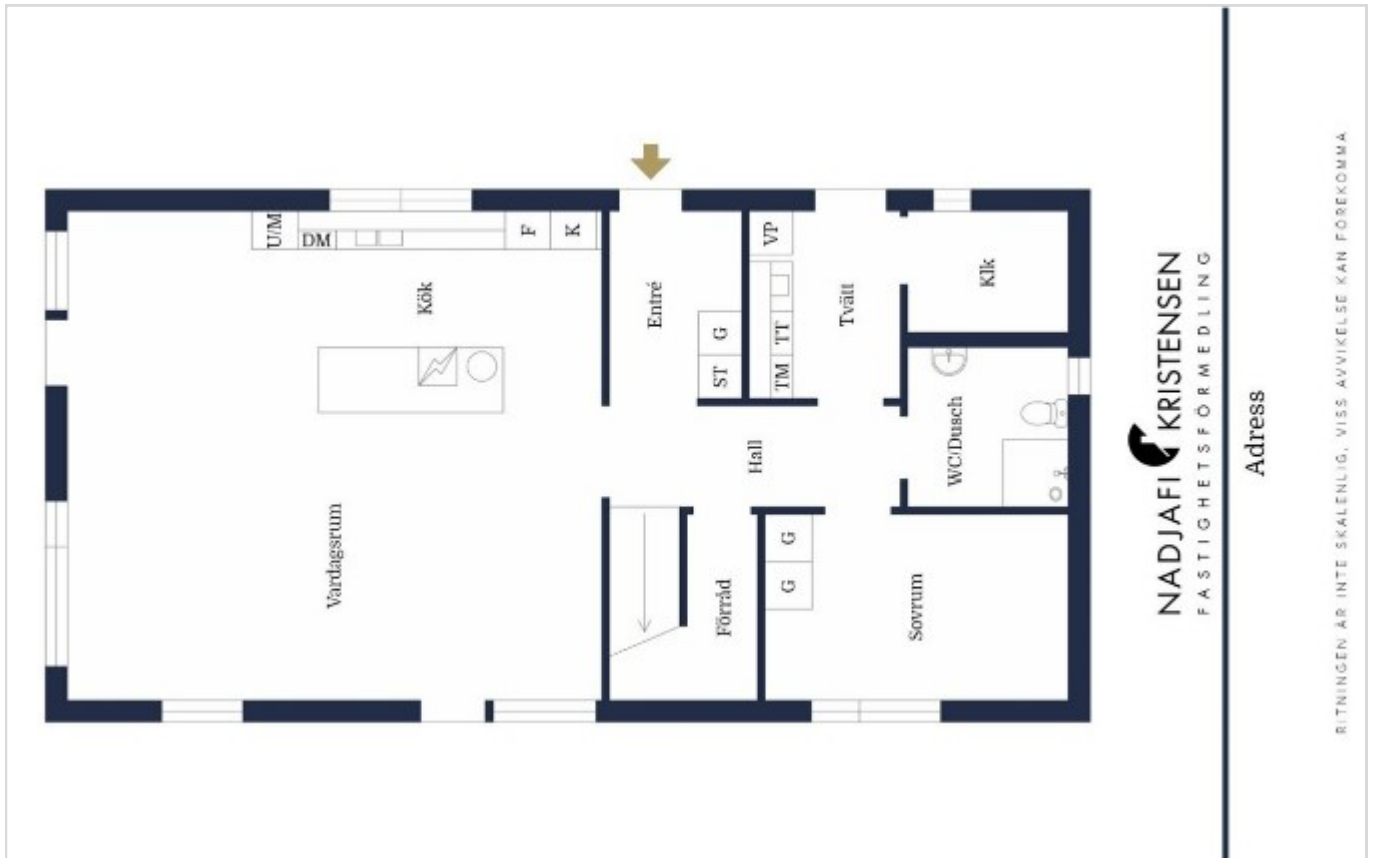 U/M
DM
F
K
Kök
Vardagsrum
Entré
G
ST
VP
TT
TM
Tvätt
Klk
Hall
WC/Dusch
Förråd
G
G
Sovrum
NADJAFI KRISTENSEN
FASTIGHETSFÖRMEDLING
Adress
RITNINGEN ÄR INTE SKALENLIG, VISS AVVIKELSE KAN FÖREKOMMA